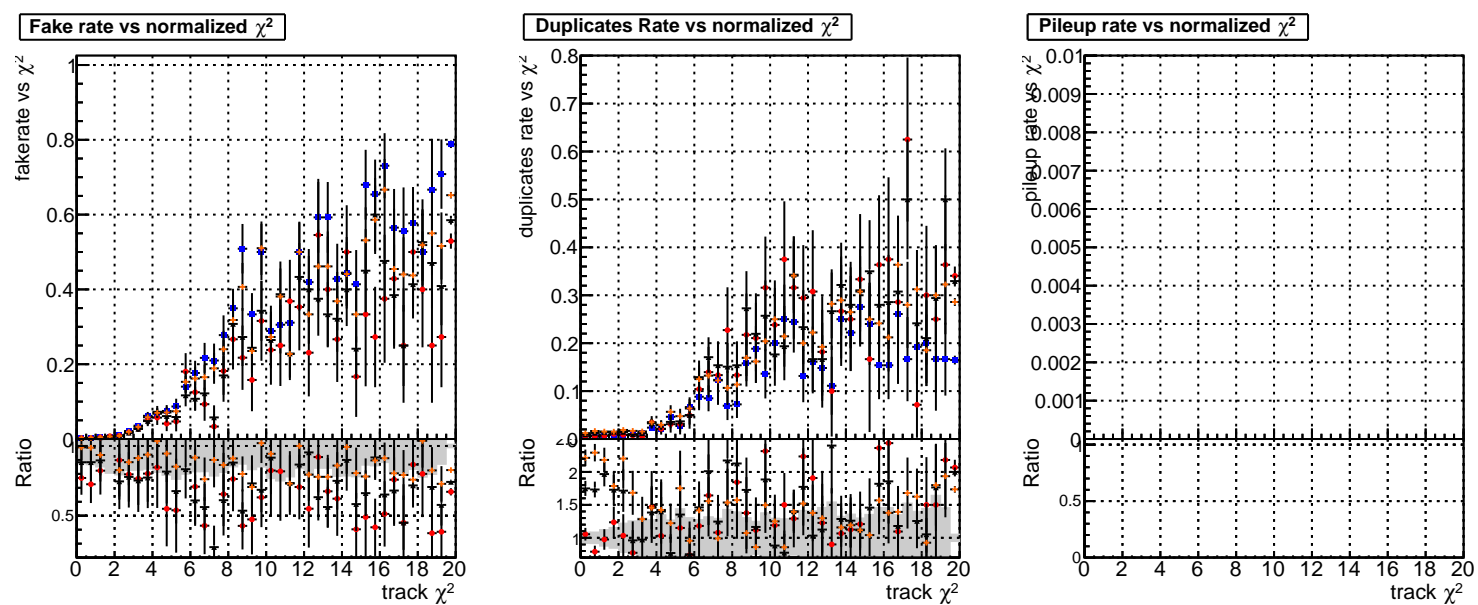 Fake rate vs normalized χ²
fakerate vs χ²
1
0.8
0.6
0.4
0.2
0
Ratio
0.5
0 2 4 6 8 10 12 14 16 18 20
track χ²
Duplicates Rate vs normalized χ²
duplicates rate vs χ²
0.8
0.7
0.6
0.5
0.4
0.3
0.2
0.1
0
Ratio
2
1.5
1
0 2 4 6 8 10 12 14 16 18 20
track χ²
Pileup rate vs normalized χ²
pileup rate vs χ²
0.01
0.009
0.008
0.007
0.006
0.005
0.004
0.003
0.002
0.001
0
Ratio
1
0.5
0
0 2 4 6 8 10 12 14 16 18 20
track χ²